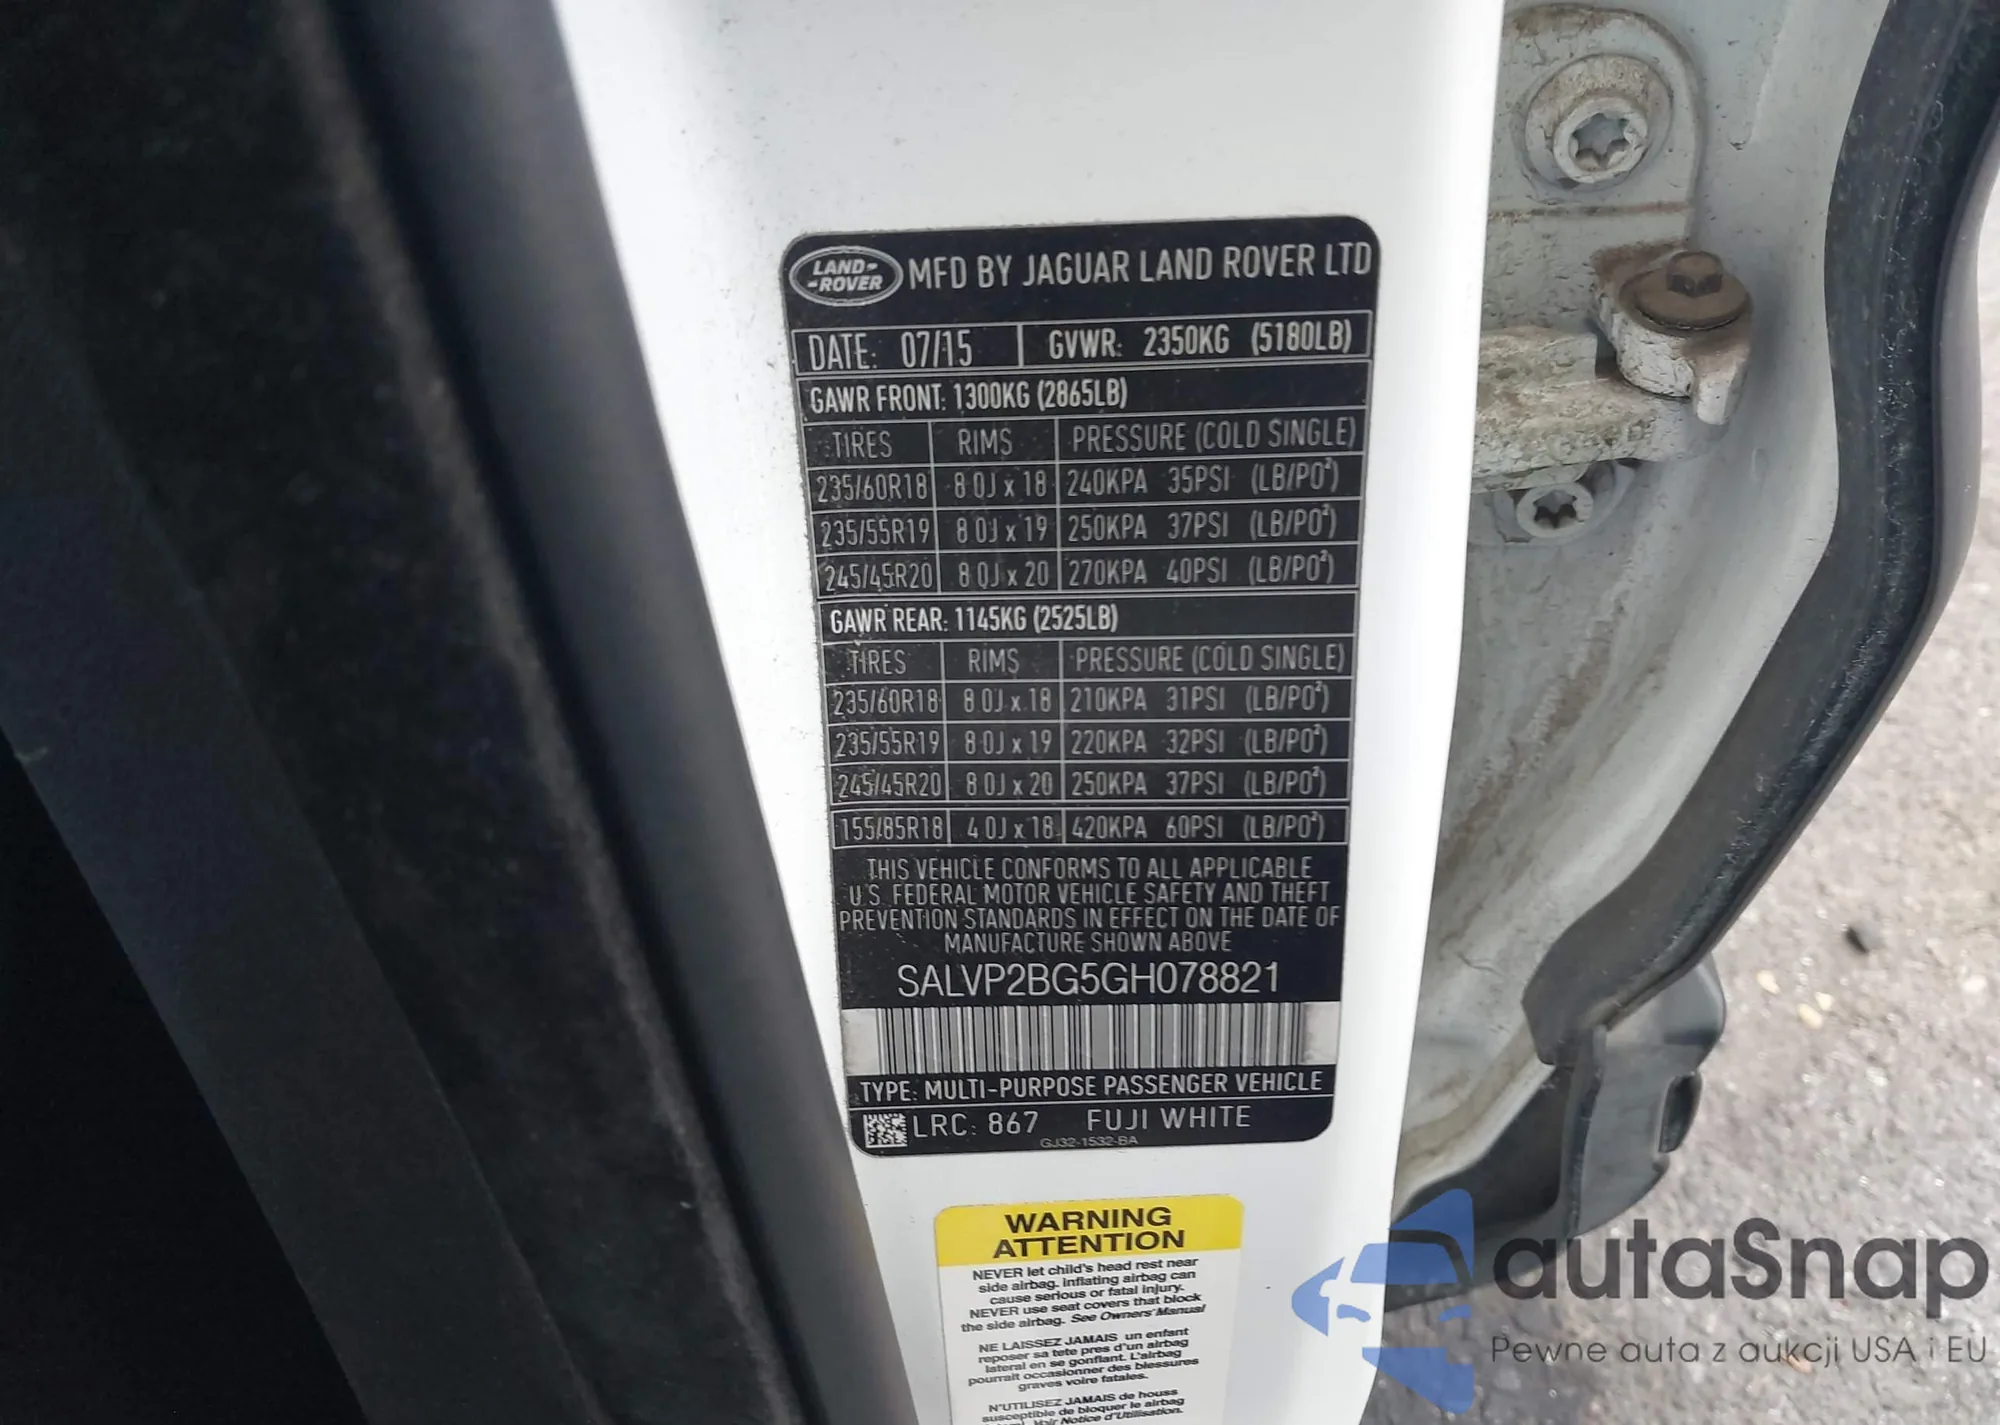 LAND-
-ROVER
MFD BY JAGUAR LAND ROVER LTD
DATE: 07/15 GVWR: 2350KG (5180LB)
GAWR FRONT: 1300KG (2865LB)
TIRES RIMS PRESSURE (COLD SINGLE)
235/60R18 8.0J x 18 240KPA 35PSI (LB/PO²)
235/55R19 8.0J x 19 250KPA 37PSI (LB/PO²)
245/45R20 8.0J x 20 270KPA 40PSI (LB/PO²)
GAWR REAR: 1145KG (2525LB)
TIRES RIMS PRESSURE (COLD SINGLE)
235/60R18 8.0J x 18 210KPA 31PSI (LB/PO²)
235/55R19 8.0J x 19 220KPA 32PSI (LB/PO²)
245/45R20 8.0J x 20 250KPA 37PSI (LB/PO²)
155/85R18 4.0J x 18 420KPA 60PSI (LB/PO²)
THIS VEHICLE CONFORMS TO ALL APPLICABLE
U.S. FEDERAL MOTOR VEHICLE SAFETY AND THEFT
PREVENTION STANDARDS IN EFFECT ON THE DATE OF
MANUFACTURE SHOWN ABOVE
SALVP2BG5GH078821
TYPE: MULTI-PURPOSE PASSENGER VEHICLE
LRC: 867 FUJI WHITE
GJ32-1532-BA
WARNING
ATTENTION
NEVER let child's head rest near
side airbag. Inflating airbag can
cause serious or fatal injury.
NEVER use seat covers that block
the side airbag. See Owners' Manual
NE LAISSEZ JAMAIS un enfant
reposer sa tete pres d'un airbag
lateral en se gonflant. L'airbag
pourrait occasionner des blessures
graves voire fatales.
N'UTILISEZ JAMAIS de houss
susceptible de bloquer le airbag
Voir Notice d'Utilisation.
autaSnap
Pewne auta z aukcji USA i EU